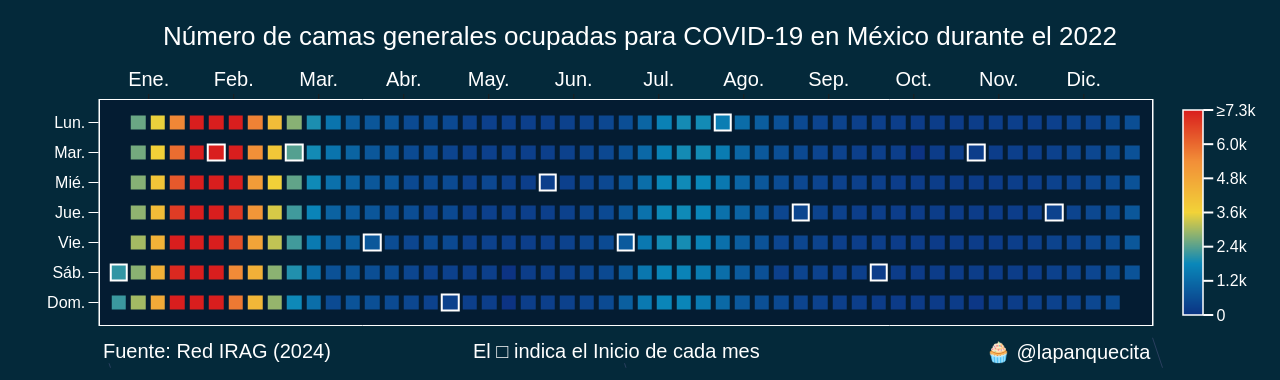 Número de camas generales ocupadas para COVID-19 en México durante el 2022
Ene. Feb. Mar. Abr. May. Jun. Jul. Ago. Sep. Oct. Nov. Dic.
Lun.
Mar.
Mié.
Jue.
Vie.
Sáb.
Dom.
≥7.3k
6.0k
4.8k
3.6k
2.4k
1.2k
0
Fuente: Red IRAG (2024)
El □ indica el Inicio de cada mes
🧁 @lapanquecita